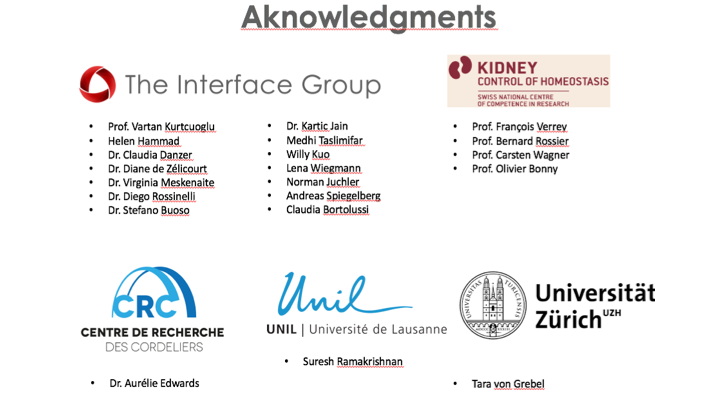 Aknowledgments
The Interface Group
Prof. Vartan Kurtcuoglu
Helen Hammad
Dr. Claudia Danzer
Dr. Diane de Zélicourt
Dr. Virginia Meskenaite
Dr. Diego Rossinelli
Dr. Stefano Buoso
Dr. Kartic Jain
Medhi Taslimifar
Willy Kuo
Lena Wiegmann
Norman Juchler
Andreas Spiegelberg
Claudia Bortolussi
KIDNEY
CONTROL OF HOMEOSTASIS
SWISS NATIONAL CENTRE
OF COMPETENCE IN RESEARCH
Prof. François Verrey
Prof. Bernard Rossier
Prof. Carsten Wagner
Prof. Olivier Bonny
CRC
CENTRE DE RECHERCHE
DES CORDELIERS
Dr. Aurélie Edwards
Unil
UNIL | Université de Lausanne
Suresh Ramakrishnan
Universität
Zürich UZH
Tara von Grebel